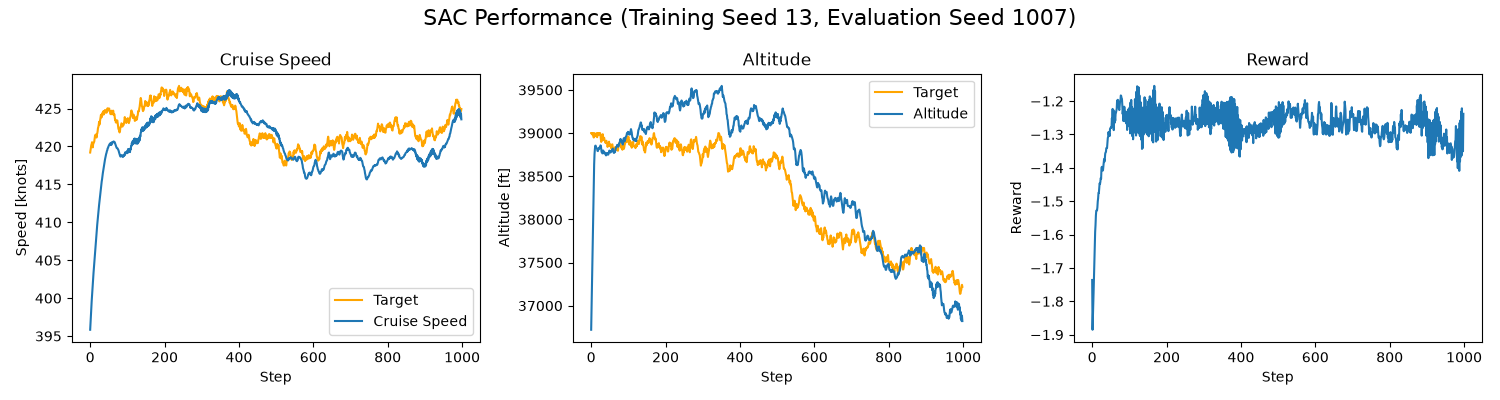 SAC Performance (Training Seed 13, Evaluation Seed 1007)
Cruise Speed
Speed [knots]
425
420
415
410
405
400
395
0 200 400 600 800 1000
Step
Target
Cruise Speed
Altitude
Altitude [ft]
39500
39000
38500
38000
37500
37000
0 200 400 600 800 1000
Step
Target
Altitude
Reward
Reward
−1.2
−1.3
−1.4
−1.5
−1.6
−1.7
−1.8
−1.9
0 200 400 600 800 1000
Step